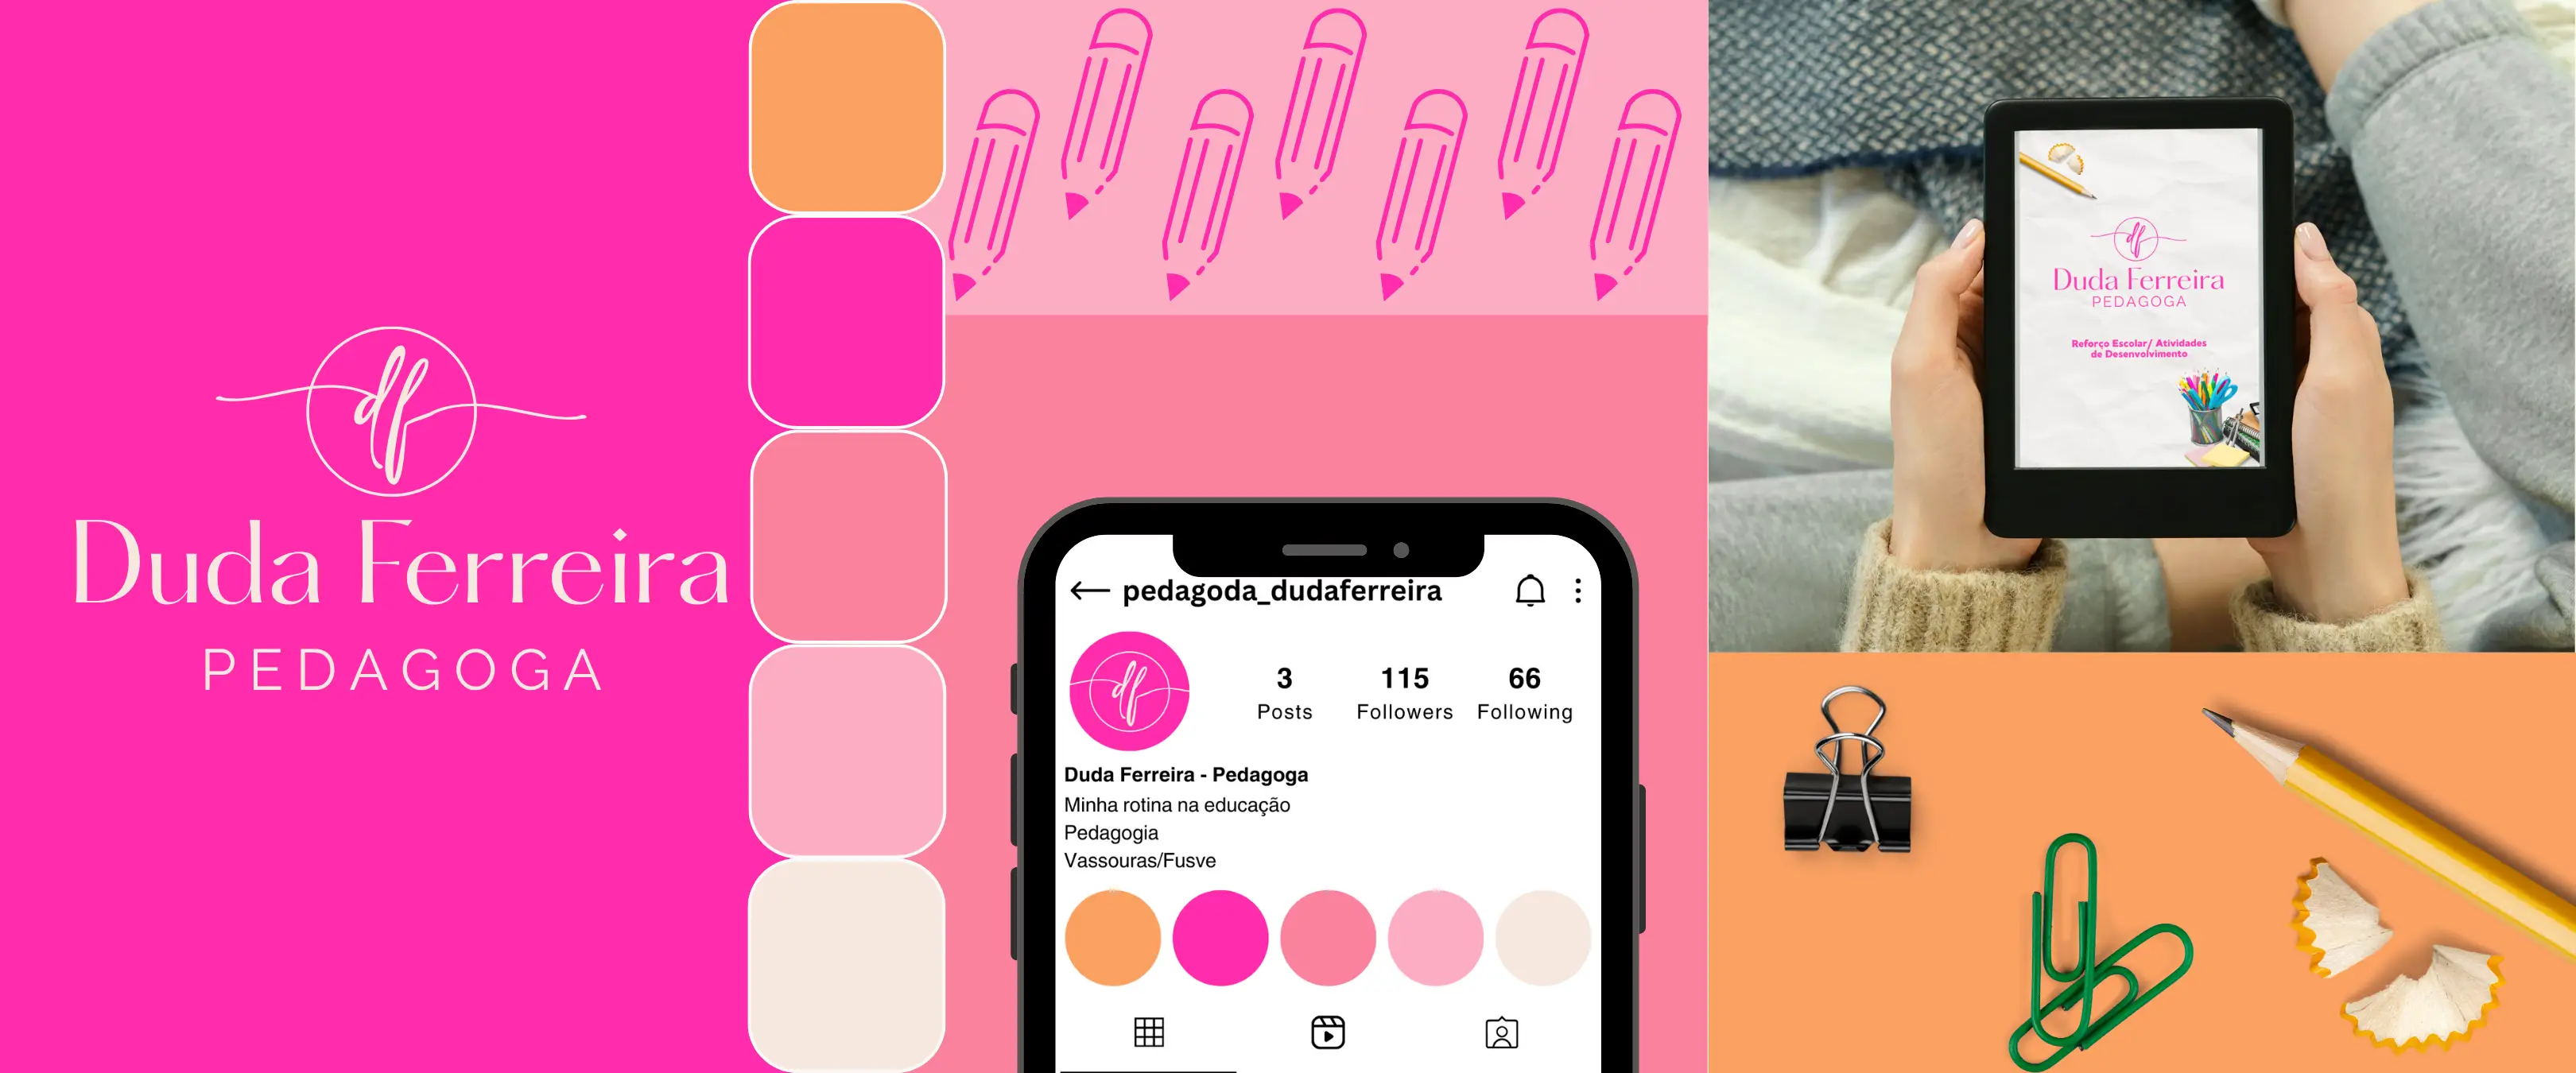 df
Duda Ferreira
PEDAGOGA
pedagoda_dudaferreira
df
3
Posts
115
Followers
66
Following
Duda Ferreira - Pedagoga
Minha rotina na educação
Pedagogia
Vassouras/Fusve
df
Duda Ferreira
PEDAGOGA
Reforço Escolar/ Atividades
de Desenvolvimento